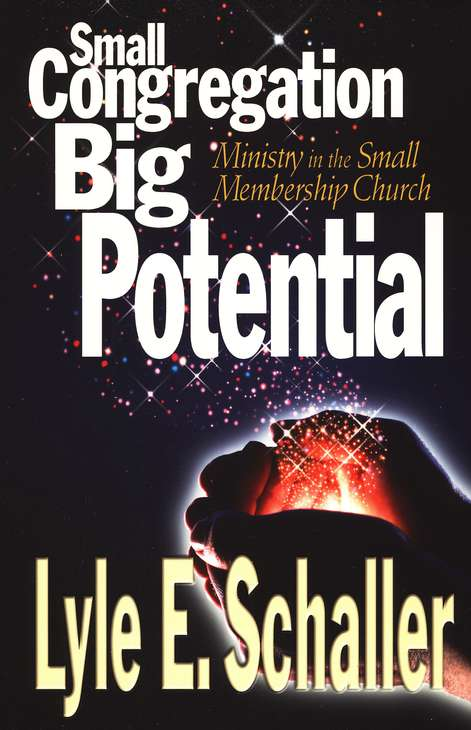 Small
Congregation
Big
Ministry in the Small
Membership Church
Potential
Lyle E. Schaller